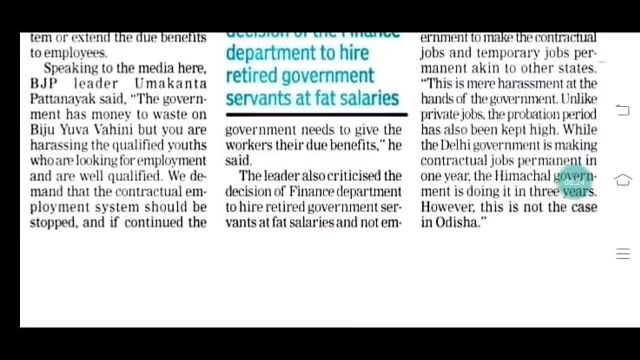 tem or extend the due benefits
to employees.
Speaking to the media here,
BJP leader Umakanta
Pattanayak said, "The govern-
ment has money to waste on
Biju Yuva Vahini but you are
harassing the qualified youths
who are looking for employment
and are well qualified. We de-
mand that the contractual em-
ployment system should be
stopped, and if continued the
decision of the Finance
department to hire
retired government
servants at fat salaries
government needs to give the
workers their due benefits," he
said.
The leader also criticised the
decision of Finance department
to hire retired government ser-
vants at fat salaries and not em-
ernment to make the contractual
jobs and temporary jobs per-
manent akin to other states.
"This is mere harassment at the
hands of the government. Unlike
private jobs, the probation period
has also been kept high. While
the Delhi government is making
contractual jobs permanent in
one year, the Himachal govern-
ment is doing it in three years.
However, this is not the case
in Odisha."